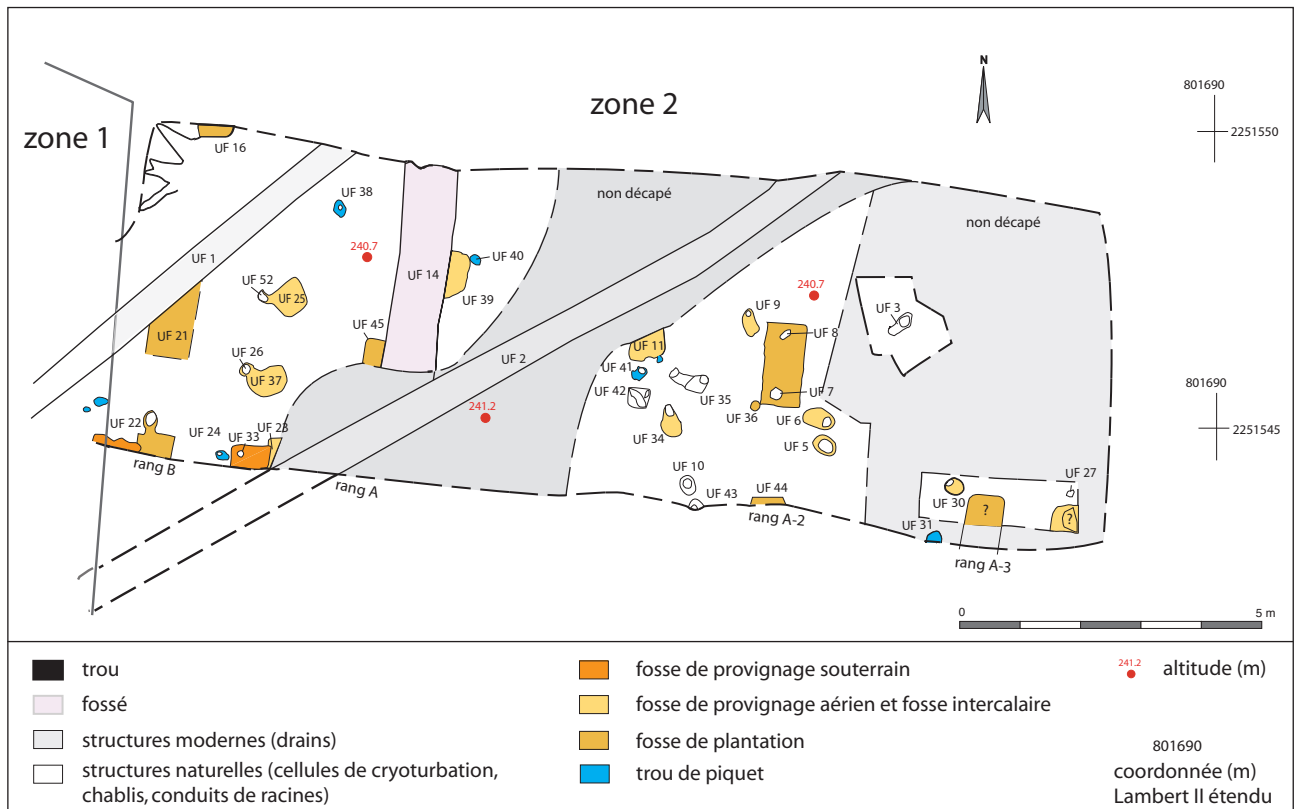 zone 1
zone 2
N
801690
2251550
UF 16
UF 38
non décapé
non décapé
240.7
UF 1
UF 14
UF 40
UF 39
UF 52
UF 25
UF 21
UF 45
UF 2
240.7
UF 9
UF 8
UF 3
UF 11
UF 41
UF 42
UF 35
UF 7
UF 36
UF 6
UF 5
UF 34
801690
2251545
UF 26
UF 37
241.2
UF 22
UF 24
UF 33
UF 23
rang B
rang A
UF 10
UF 43
UF 44
rang A-2
UF 27
UF 30
?
?
UF 31
rang A-3
0
5 m
trou
fossé
structures modernes (drains)
structures naturelles (cellules de cryoturbation,
chablis, conduits de racines)
fosse de provignage souterrain
fosse de provignage aérien et fosse intercalaire
fosse de plantation
trou de piquet
241.2
altitude (m)
801690
coordonnée (m)
Lambert II étendu